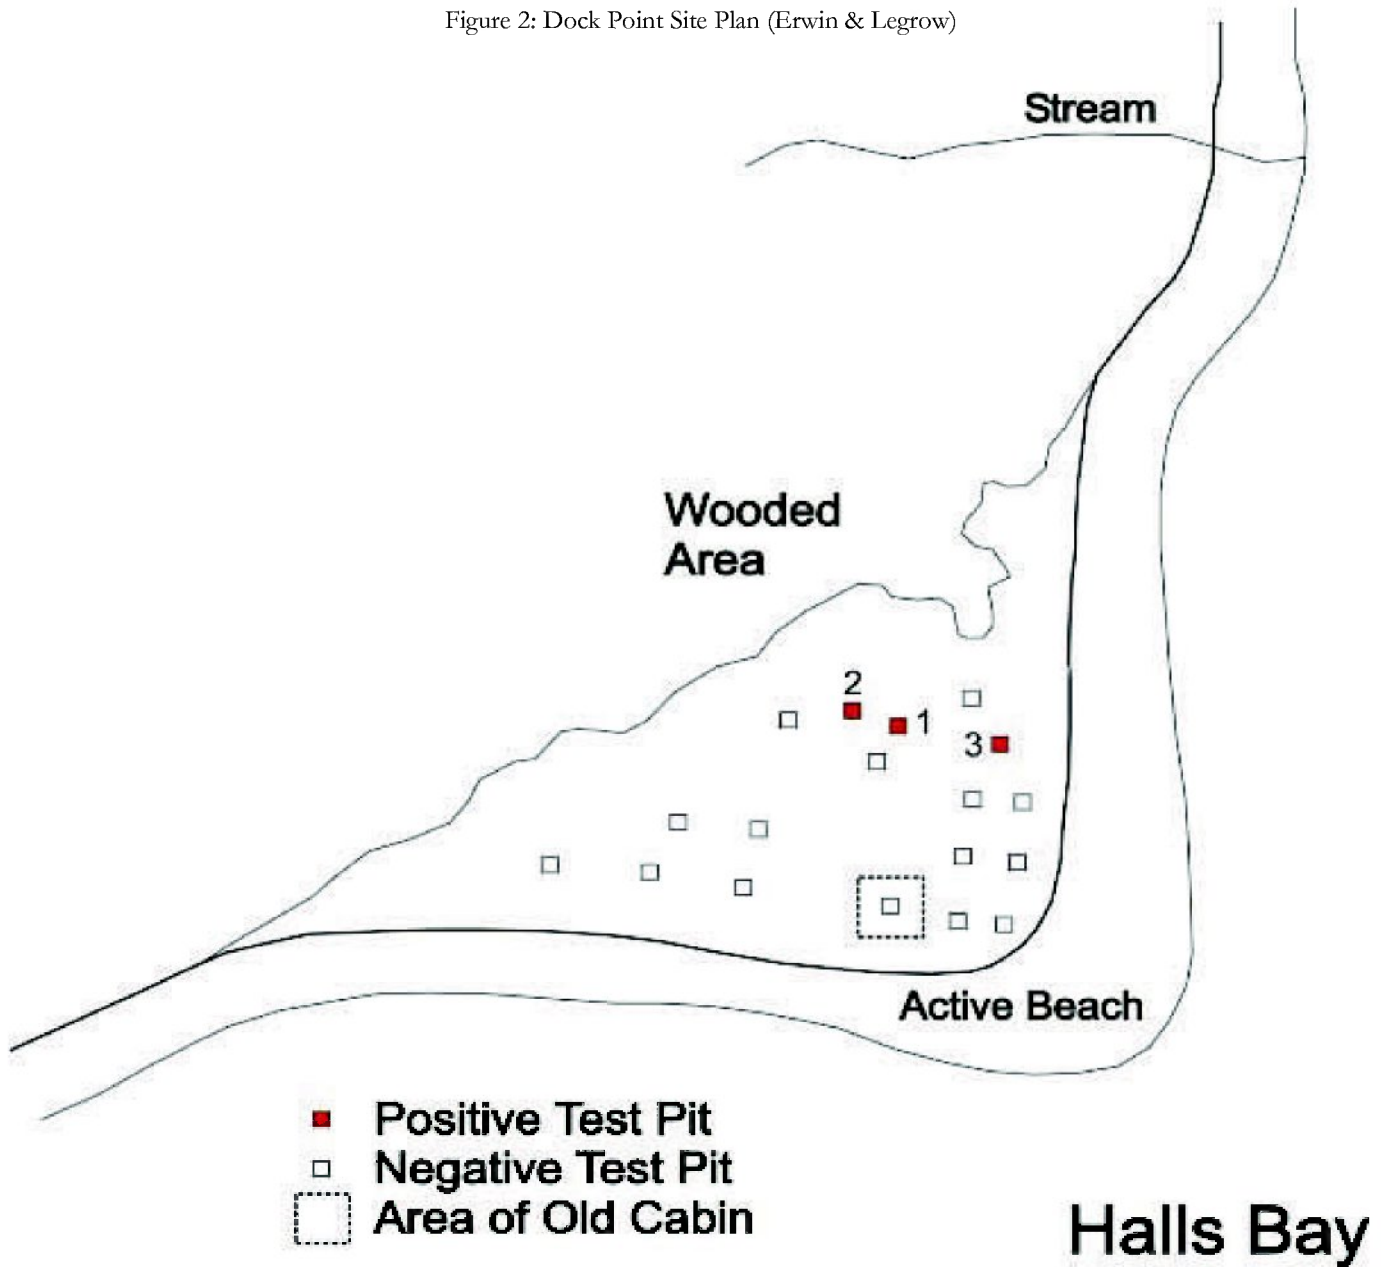 Figure 2: Dock Point Site Plan (Erwin & Legrow)
Stream
Wooded
Area
2
1
3
Active Beach
Positive Test Pit
Negative Test Pit
Area of Old Cabin
Halls Bay